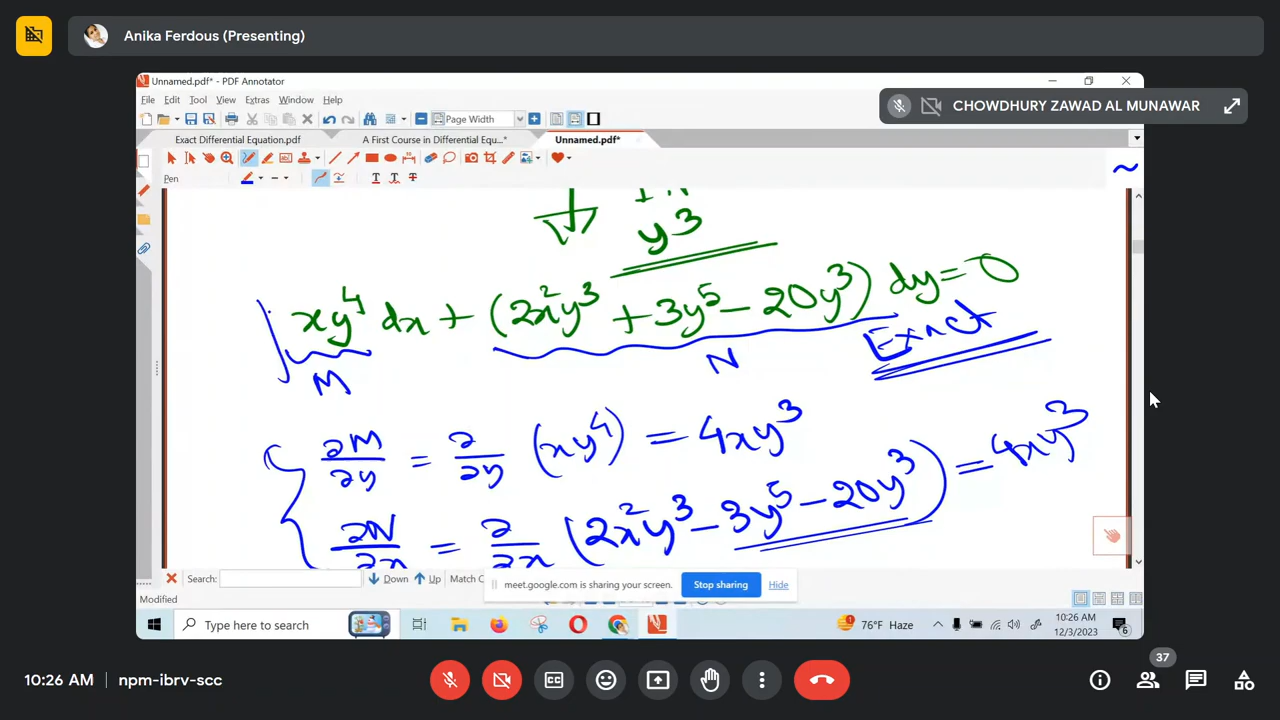 Anika Ferdous (Presenting)
Unnamed.pdf* - PDF Annotator
CHOWDHURY ZAWAD AL MUNAWAR
File Edit Tool View Extras Window Help
Page Width
Exact Differential Equation.pdf A First Course in Differential Equ...* Unnamed.pdf*
Pen T T T
y3
xy⁴ dx + (2x²y³ + 3y⁵ − 20y³) dy = 0
Exact
M N
∂M/∂y = ∂/∂y (xy⁴) = 4xy³
∂N/∂x = ∂/∂x (2x²y³ − 3y⁵ − 20y³) = 4xy³
Search: Down Up Match C
meet.google.com is sharing your screen. Stop sharing Hide
Modified
Type here to search 76°F Haze 10:26 AM
12/3/2023 6
37
10:26 AM npm-ibrv-scc